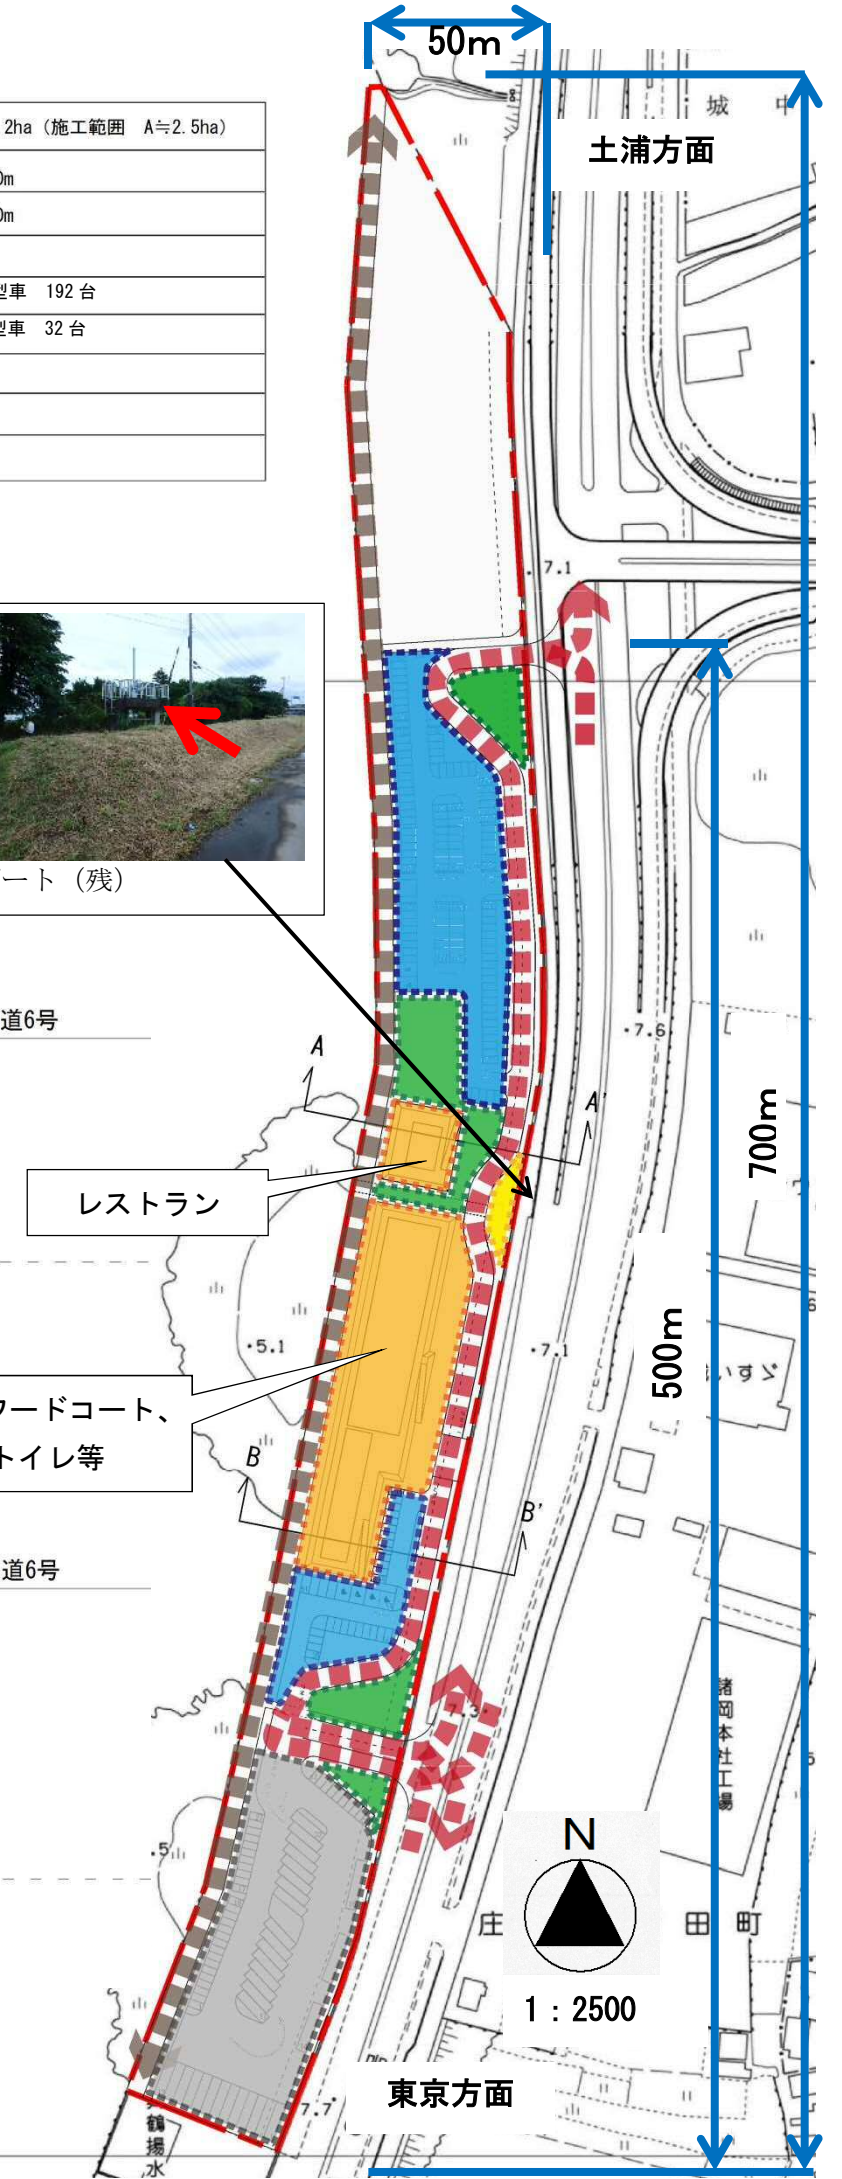 50m
2ha（施工範囲　A≒2.5ha）
城　中
土浦方面
0m
0m
型車　192 台
型車　32 台
7.1
ート（残）
道6号
7.6
A
A'
700m
レストラン
500m
5.1
7.1
いすゞ
フードコート、
トイレ等
B
B'
道6号
7.3
諸岡本社工場
N
庄
田町
1：2500
東京方面
7.7
鶴揚水